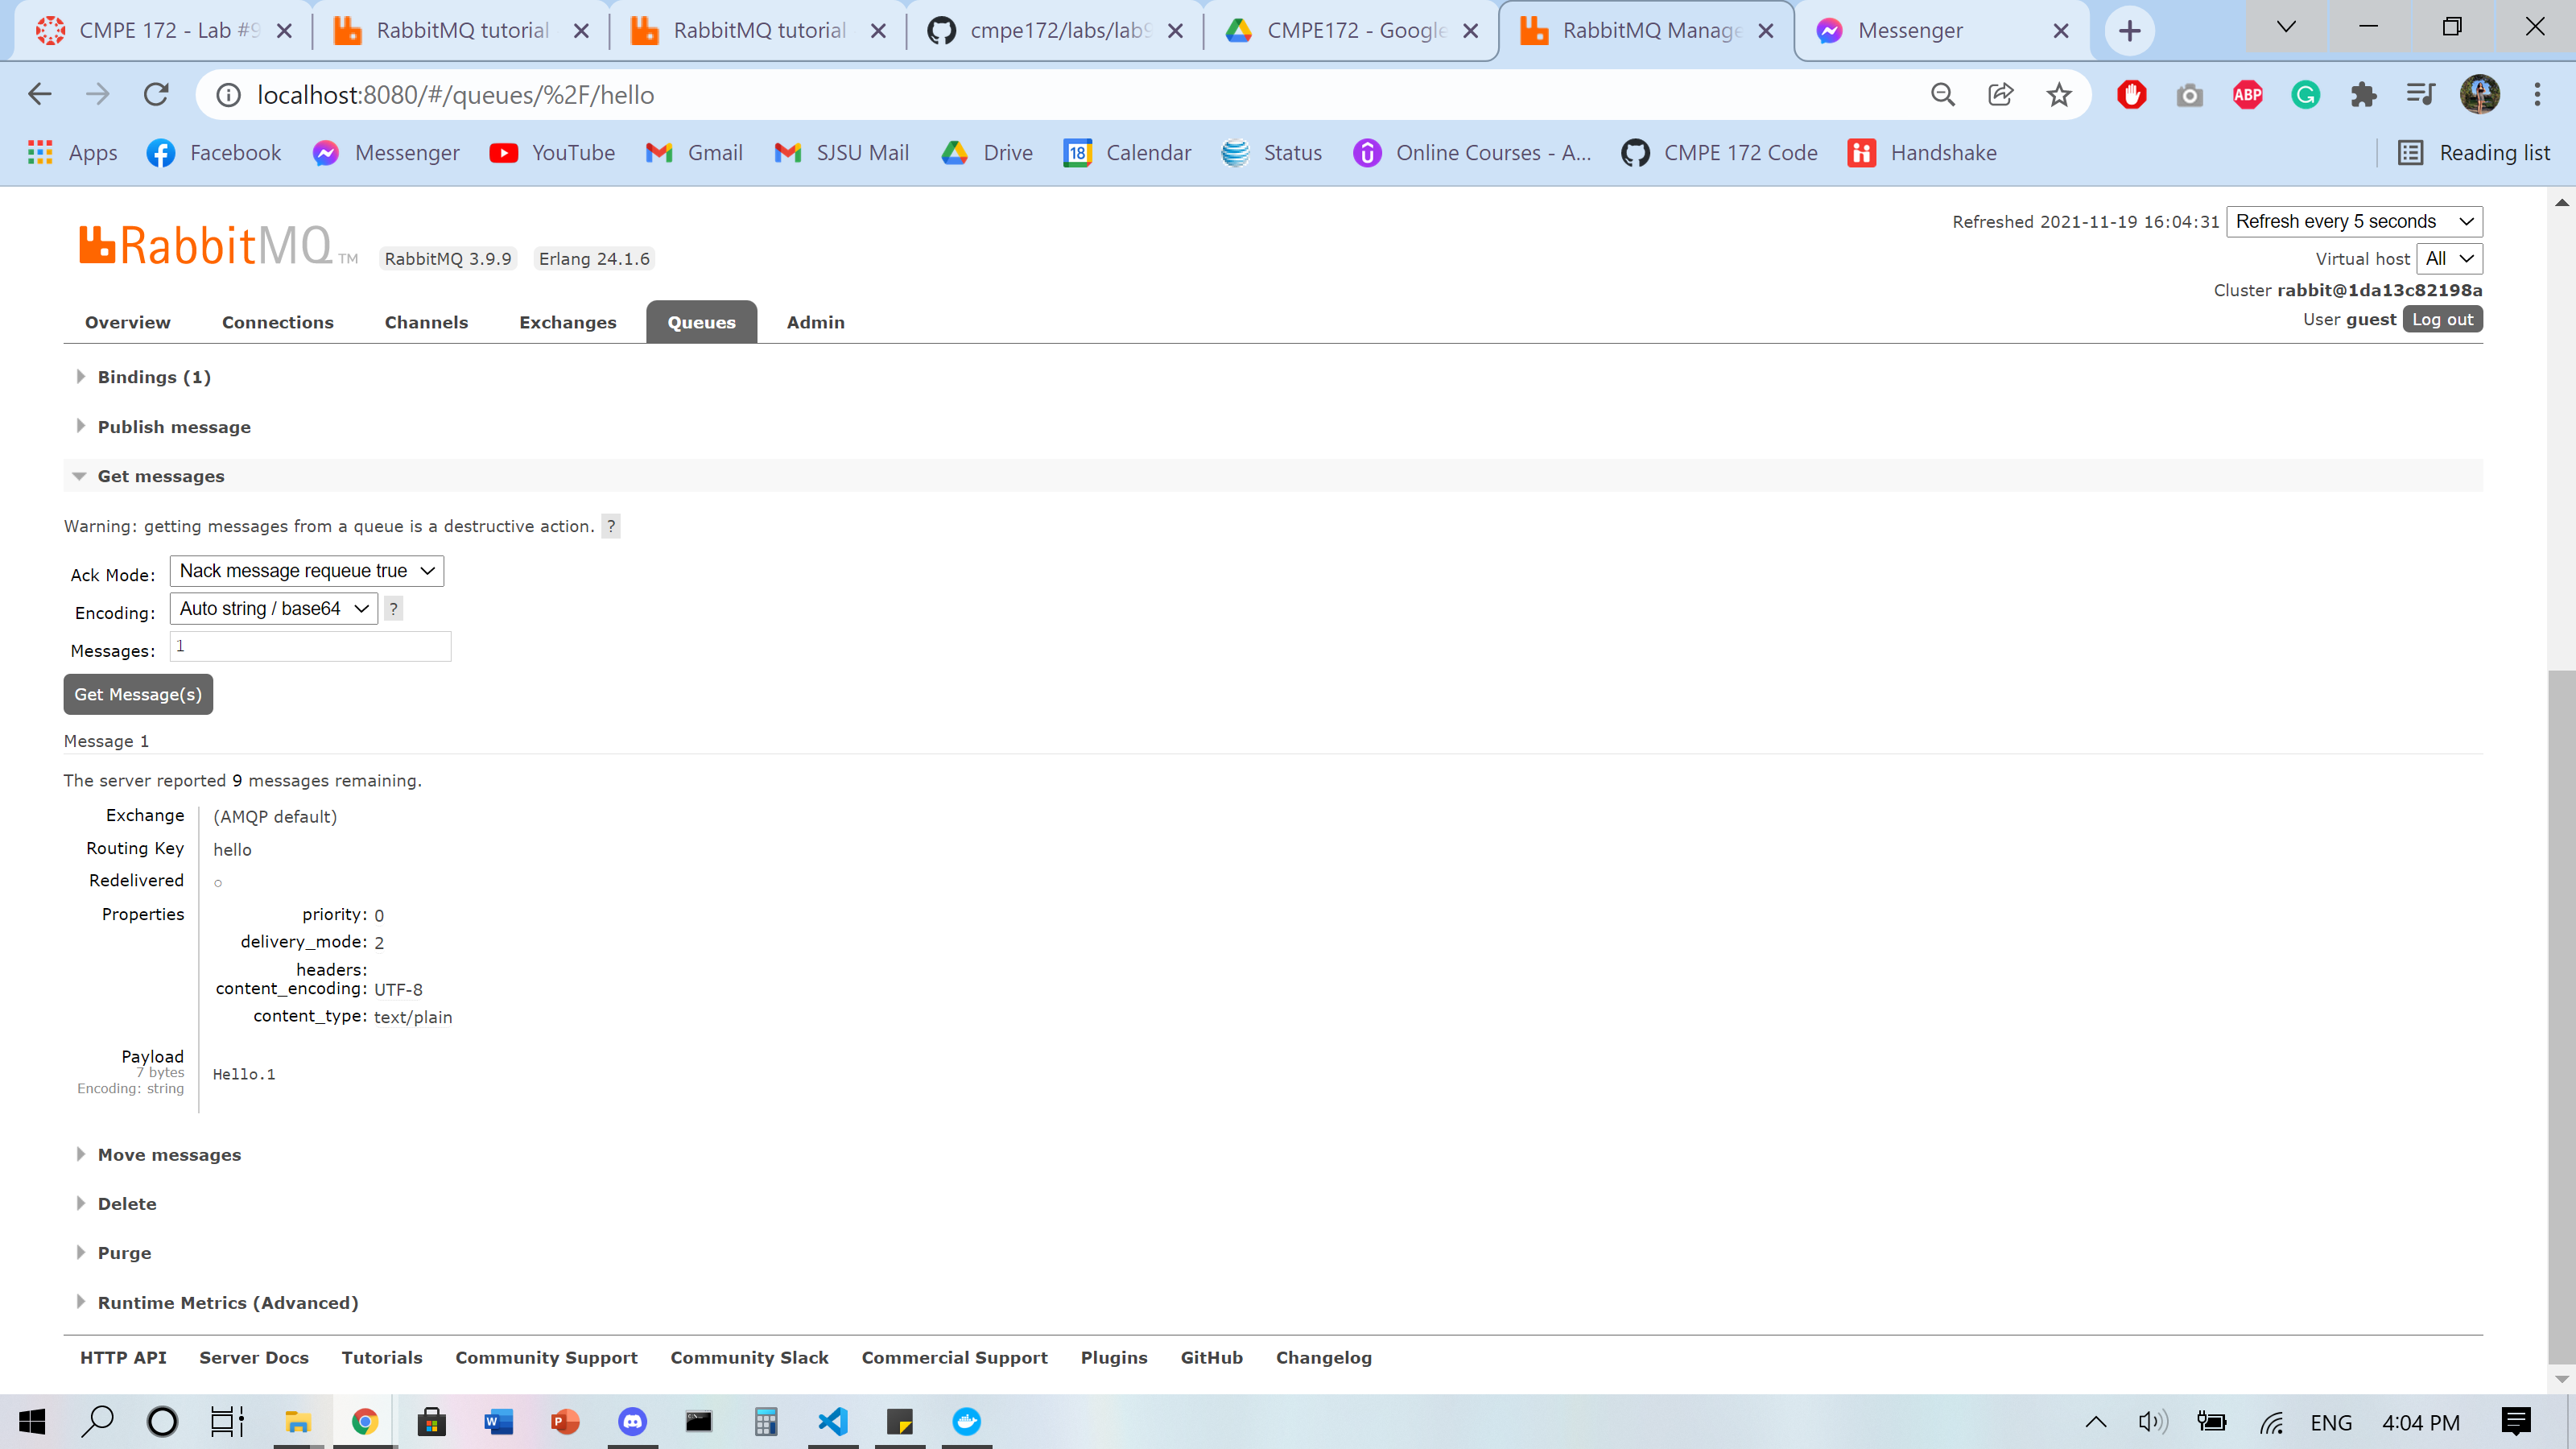 CMPE 172 - Lab #9
RabbitMQ tutorial
RabbitMQ tutorial
cmpe172/labs/lab9
CMPE172 - Google
RabbitMQ Manage
Messenger
localhost:8080/#/queues/%2F/hello
ABP
Apps
Facebook
Messenger
YouTube
Gmail
SJSU Mail
Drive
18
Calendar
Status
Online Courses - A...
CMPE 172 Code
Handshake
Reading list
RabbitMQ TM
RabbitMQ 3.9.9
Erlang 24.1.6
Refreshed 2021-11-19 16:04:31
Refresh every 5 seconds
Virtual host All
Cluster rabbit@1da13c82198a
User guest Log out
Overview
Connections
Channels
Exchanges
Queues
Admin
Bindings (1)
Publish message
Get messages
Warning: getting messages from a queue is a destructive action. ?
Ack Mode: Nack message requeue true
Encoding: Auto string / base64 ?
Messages: 1
Get Message(s)
Message 1
The server reported 9 messages remaining.
Exchange (AMQP default)
Routing Key hello
Redelivered ○
Properties priority: 0
delivery_mode: 2
headers:
content_encoding: UTF-8
content_type: text/plain
Payload
7 bytes
Encoding: string
Hello.1
Move messages
Delete
Purge
Runtime Metrics (Advanced)
HTTP API
Server Docs
Tutorials
Community Support
Community Slack
Commercial Support
Plugins
GitHub
Changelog
ENG
4:04 PM